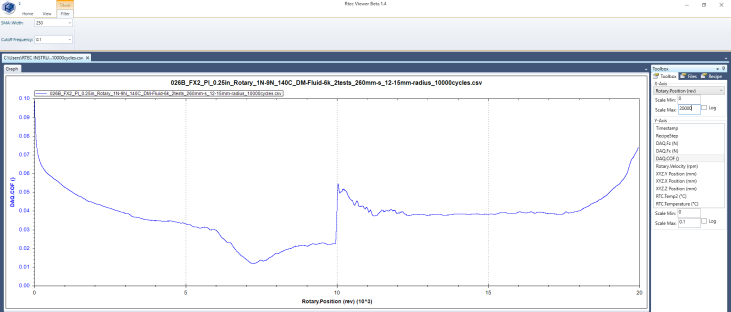 Rtec Viewer Beta 1.4
Home View Filter
SMA: Width: 250
Cutoff Frequency: 0.1
C:\Users\RTEC INSTRU...10000cycles.csv ×
Graph
026B_FX2_PI_0.25in_Rotary_1N-9N_140C_DM-Fluid-5k_2tests_260mm-s_12-15mm-radius_10000cycles.csv
026B_FX2_PI_0.25in_Rotary_1N-9N_140C_DM-Fluid-5k_2tests_260mm-s_12-15mm-radius_10000cycles.csv
0.10
0.09
0.08
0.07
0.06
0.05
0.04
0.03
0.02
0.01
0.00
DAQ.COF ()
0 5 10 15 20
Rotary.Position (rev) (10^3)
Toolbox
Toolbox Files Recipe
X-Axis
Rotary.Position (rev)
Scale Min: 0
Scale Max: 20000 Log
Y-Axis
Timestamp
RecipeStep
DAQ.Fz (N)
DAQ.Fx (N)
DAQ.COF ()
Rotary.Velocity (rpm)
XYZ.Y Position (mm)
XYZ.X Position (mm)
XYZ.Z Position (mm)
RTC.Temp2 (°C)
RTC.Temperature (°C)
Scale Min: 0
Scale Max: 0.1 Log